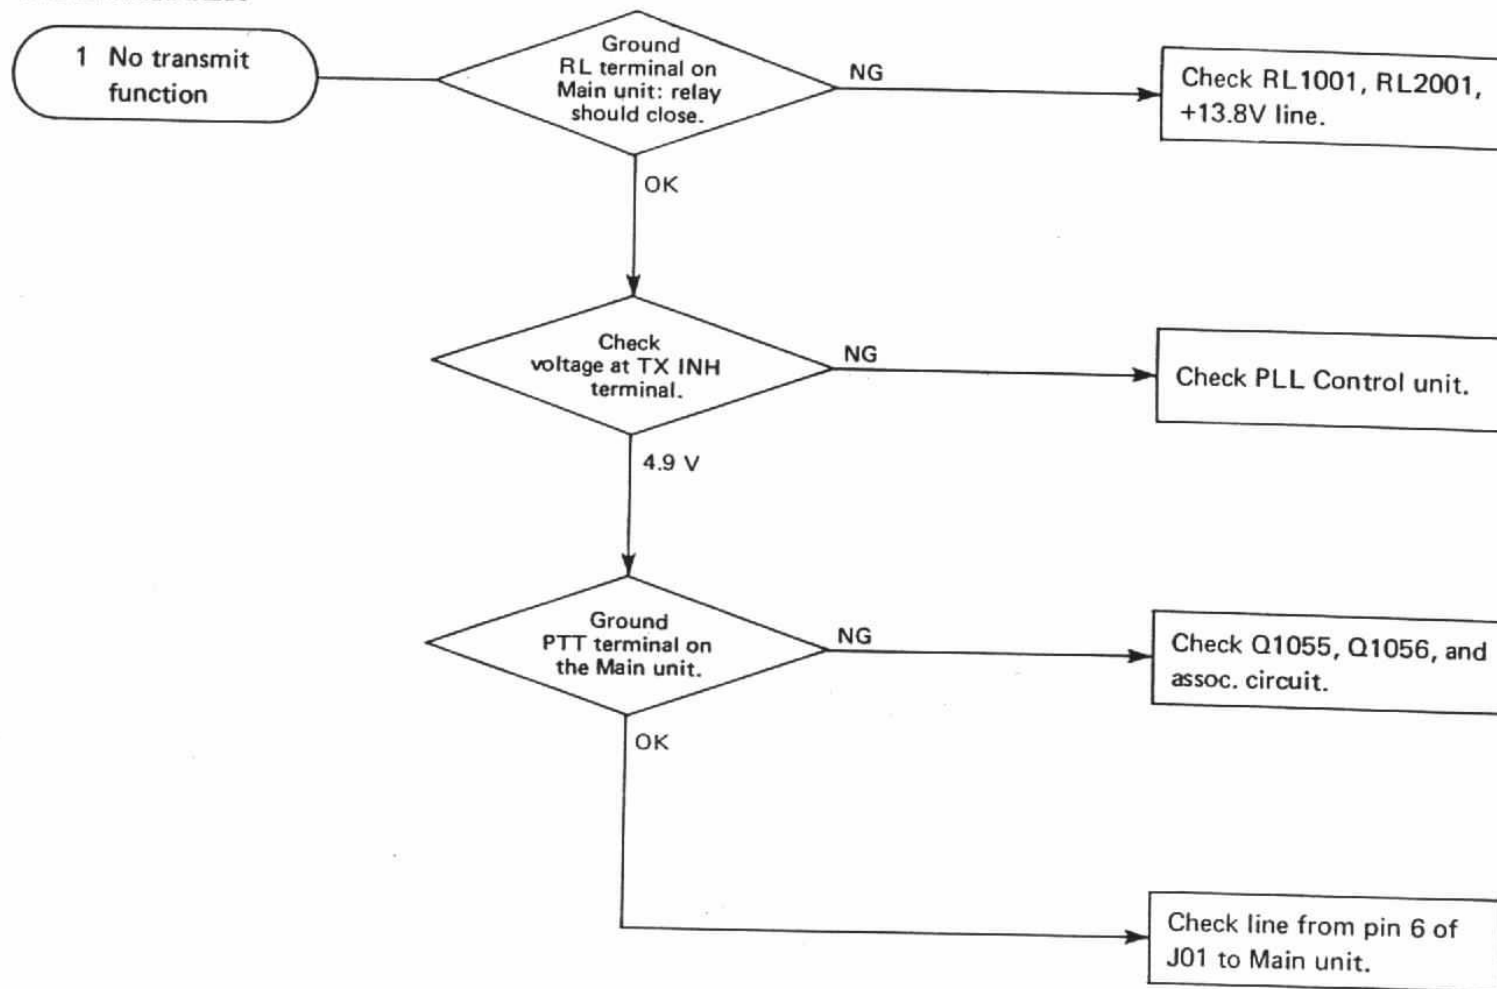 1 No transmit
function
Ground
RL terminal on
Main unit: relay
should close.
NG
Check RL1001, RL2001,
+13.8V line.
OK
Check
voltage at TX INH
terminal.
NG
Check PLL Control unit.
4.9 V
Ground
PTT terminal on
the Main unit.
NG
Check Q1055, Q1056, and
assoc. circuit.
OK
Check line from pin 6 of
J01 to Main unit.